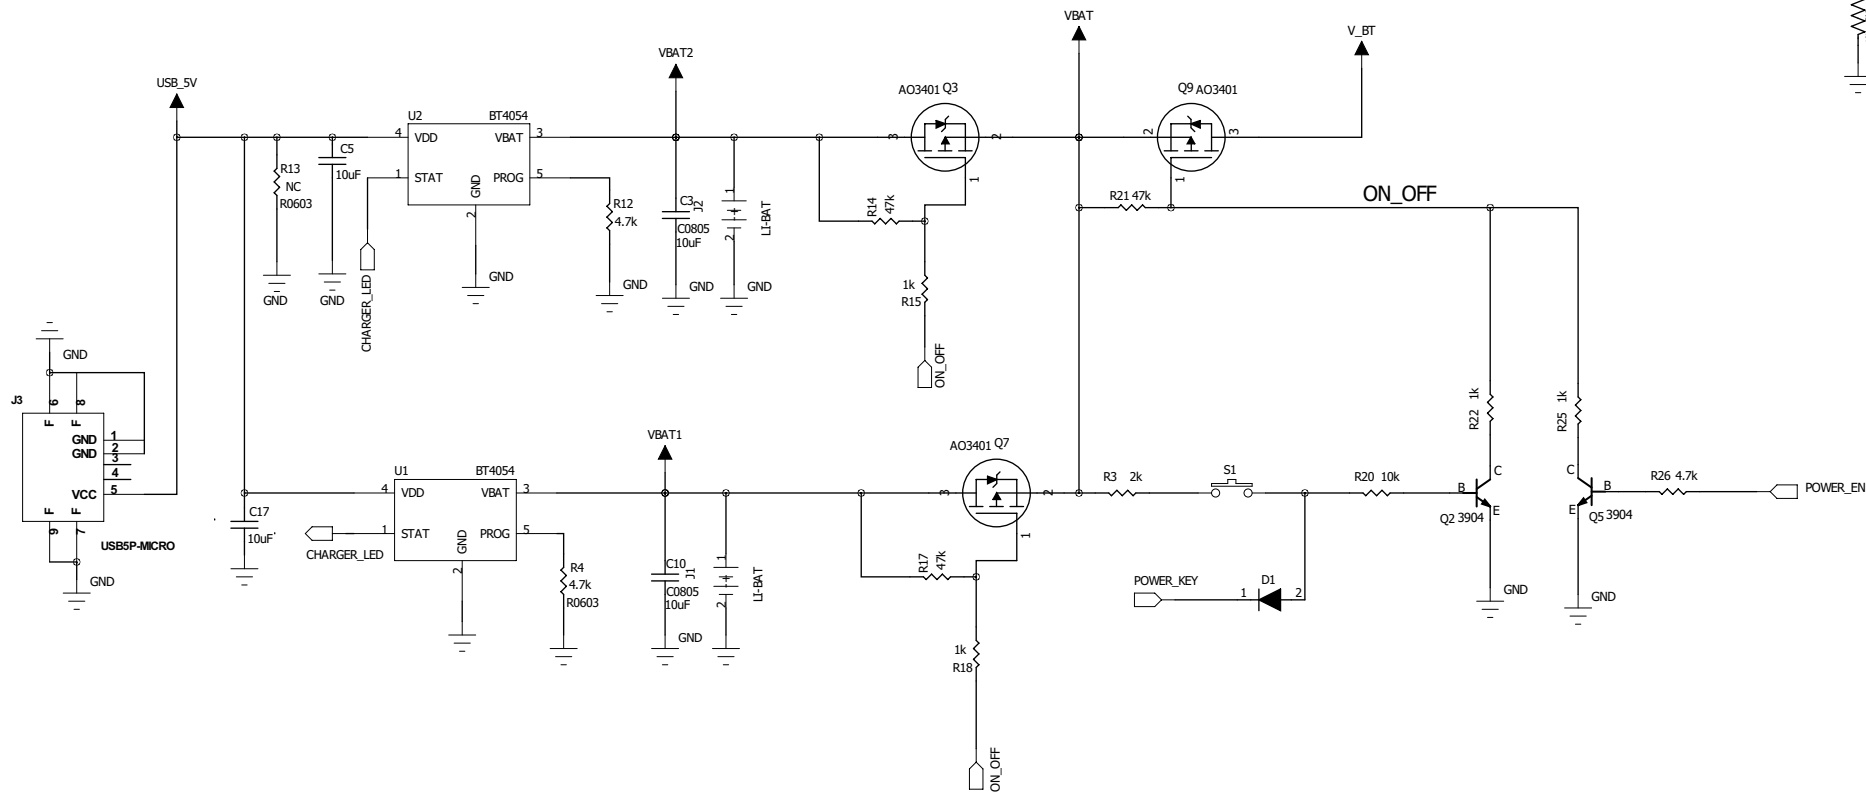 VBAT
V_BT
VBAT2
USB_5V
AO3401 Q3
Q9 AO3401
U2
BT4054
4
VDD
VBAT
3
3
2
2
3
C5
10uF
R13
NC
R0603
1
STAT
GND
PROG
5
2
R12
4.7k
C3
J2
C0805
10uF
1
2
LI-BAT
R14
47k
1
1
R21 47k
ON_OFF
GND
GND
GND
GND
GND
GND
CHARGER_LED
1k
R15
ON_OFF
GND
J3
6
8
F
F
GND
1
GND
2
3
4
VCC
5
F
F
9
7
USB5P-MICRO
GND
VBAT1
AO3401 Q7
R22 1k
R25 1k
U1
BT4054
4
VDD
VBAT
3
3
2
R3 2k
S1
R20 10k
B
C
E
Q2 3904
C
B
E
Q5 3904
R26 4.7k
POWER_EN
C17
10uF
1
STAT
GND
PROG
5
2
CHARGER_LED
R4
4.7k
R0603
C10
J1
C0805
10uF
1
2
LI-BAT
R17
47k
1
POWER_KEY
1
D1
2
GND
GND
GND
1k
R18
ON_OFF